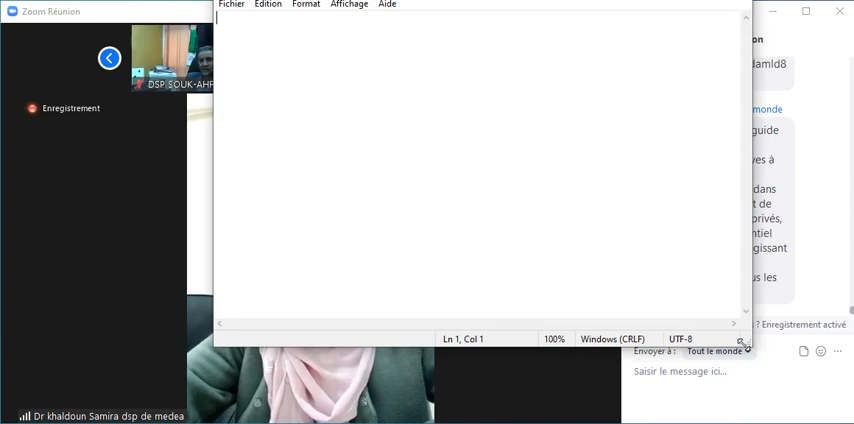 Zoom Réunion
Fichier Edition Format Affichage Aide
DSP SOUK-AHR
Enregistrement
damld8
monde
guide
ves à
dans
t de
privés,
ntiel
gissant
us les
? Enregistrement activé
Ln 1, Col 1 100% Windows (CRLF) UTF-8
Envoyer à : Tout le monde
Saisir le message ici...
Dr khaldoun Samira dsp de medea